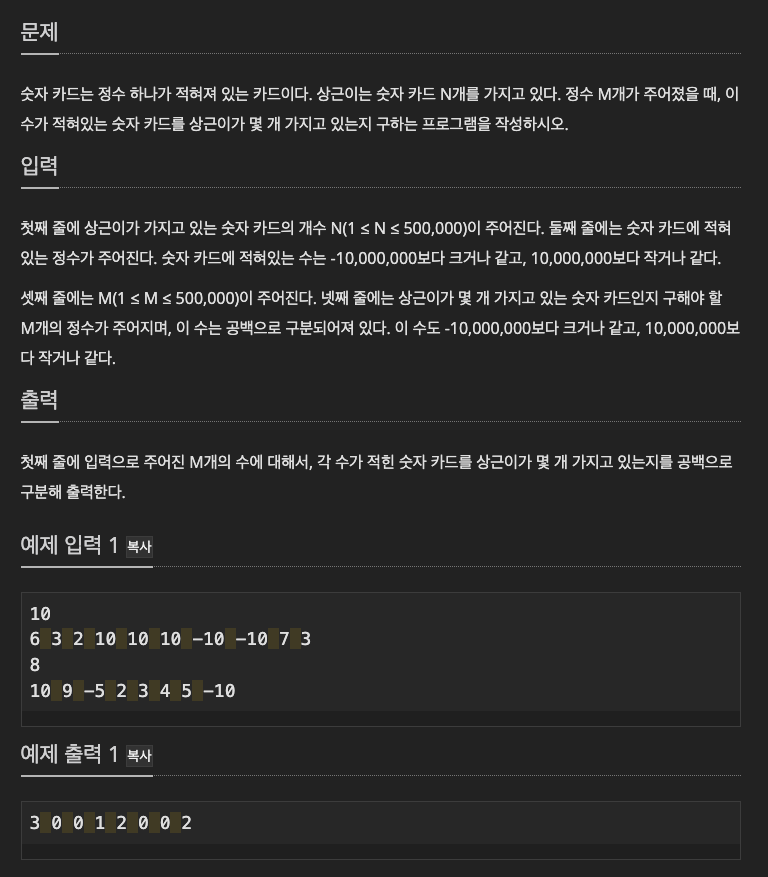 문제
숫자 카드는 정수 하나가 적혀져 있는 카드이다. 상근이는 숫자 카드 N개를 가지고 있다. 정수 M개가 주어졌을 때, 이
수가 적혀있는 숫자 카드를 상근이가 몇 개 가지고 있는지 구하는 프로그램을 작성하시오.
입력
첫째 줄에 상근이가 가지고 있는 숫자 카드의 개수 N(1 ≤ N ≤ 500,000)이 주어진다. 둘째 줄에는 숫자 카드에 적혀
있는 정수가 주어진다. 숫자 카드에 적혀있는 수는 -10,000,000보다 크거나 같고, 10,000,000보다 작거나 같다.
셋째 줄에는 M(1 ≤ M ≤ 500,000)이 주어진다. 넷째 줄에는 상근이가 몇 개 가지고 있는 숫자 카드인지 구해야 할
M개의 정수가 주어지며, 이 수는 공백으로 구분되어져 있다. 이 수도 -10,000,000보다 크거나 같고, 10,000,000보
다 작거나 같다.
출력
첫째 줄에 입력으로 주어진 M개의 수에 대해서, 각 수가 적힌 숫자 카드를 상근이가 몇 개 가지고 있는지를 공백으로
구분해 출력한다.
예제 입력 1 복사
10
6 3 2 10 10 10 -10 -10 7 3
8
10 9 -5 2 3 4 5 -10
예제 출력 1 복사
3 0 0 1 2 0 0 2